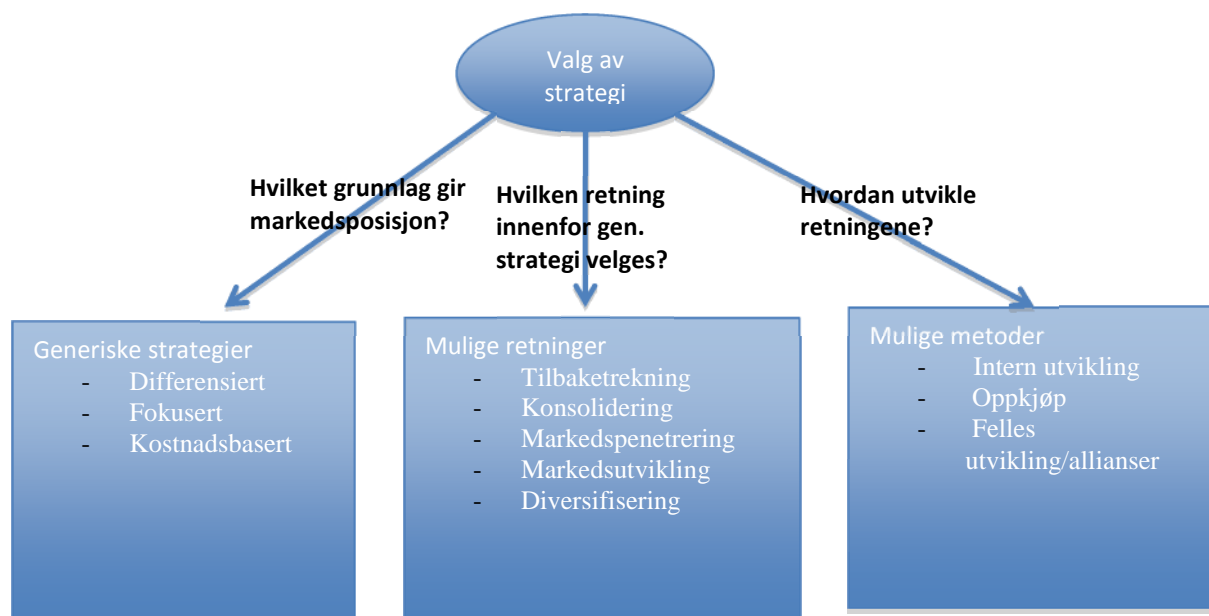 Valg av
strategi
Hvilket grunnlag gir
markedsposisjon?
Hvilken retning
innenfor gen.
strategi velges?
Hvordan utvikle
retningene?
Generiske strategier
- Differensiert
- Fokusert
- Kostnadsbasert
Mulige retninger
- Tilbaketrekning
- Konsolidering
- Markedspenetrering
- Markedsutvikling
- Diversifisering
Mulige metoder
- Intern utvikling
- Oppkjøp
- Felles
utvikling/allianser